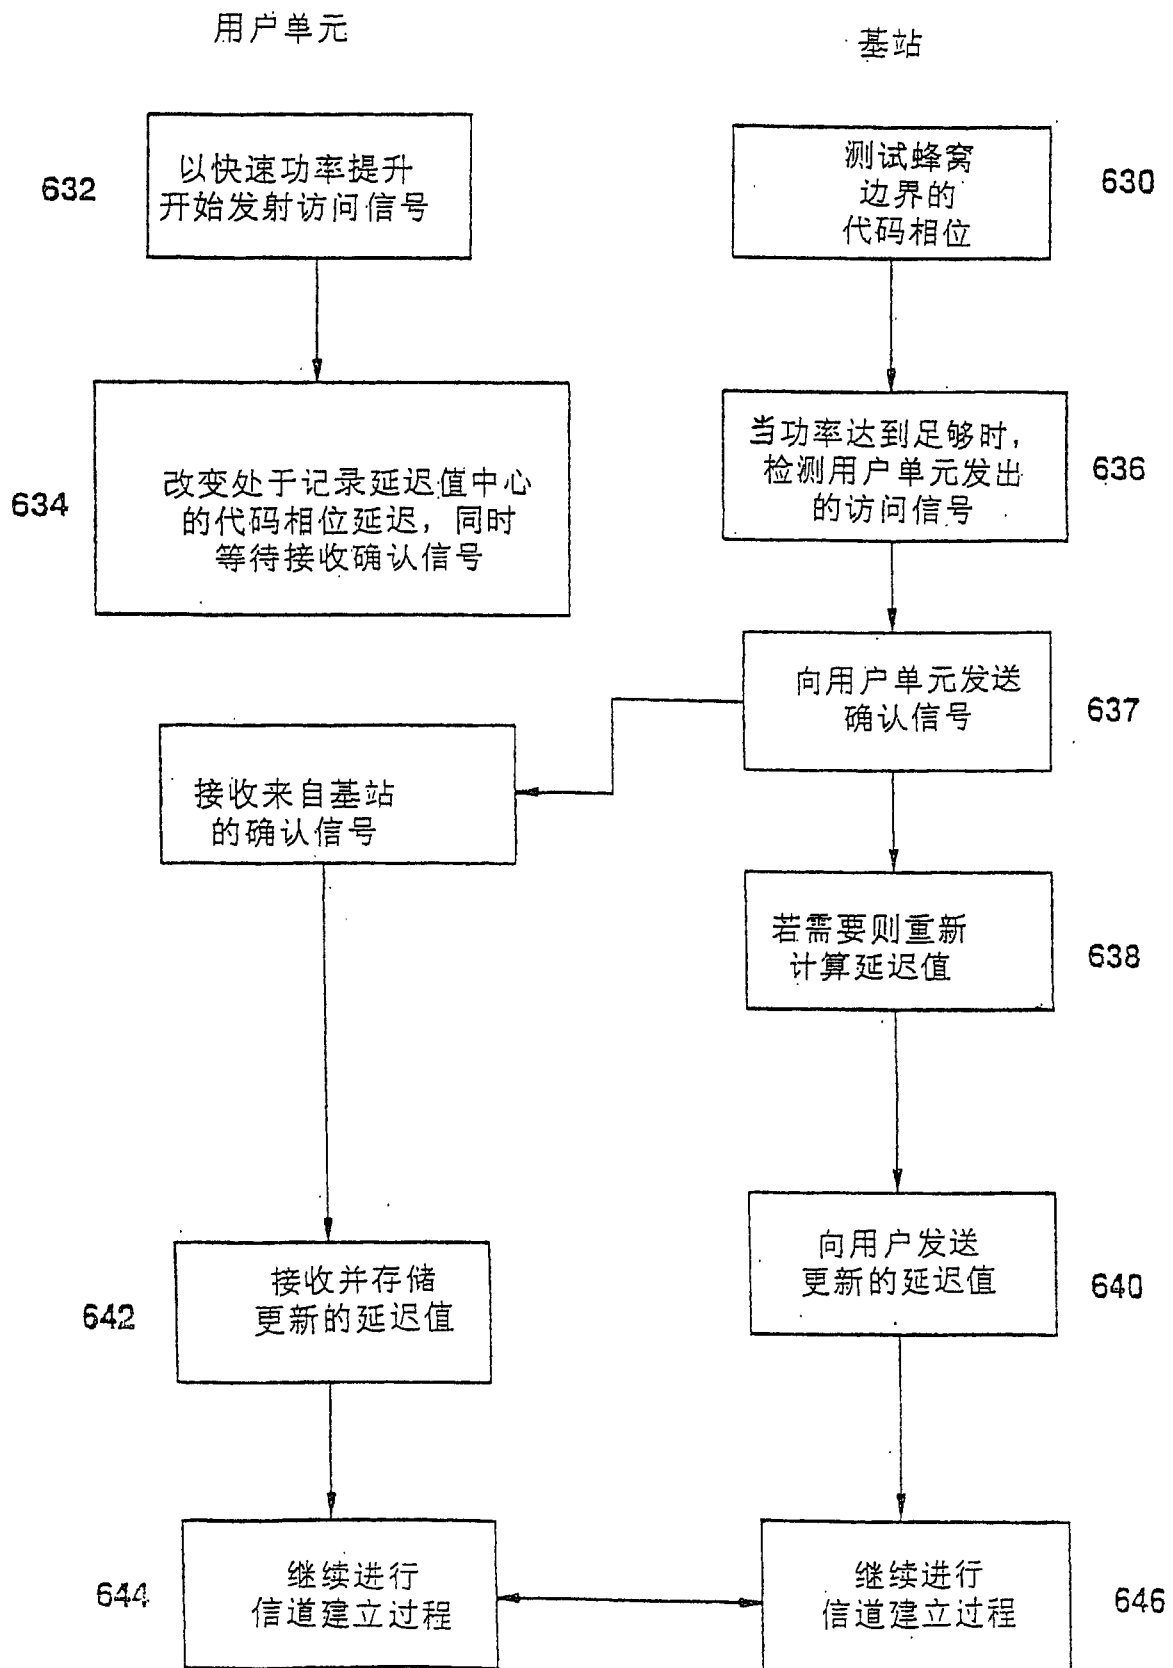 用户单元
基站
632
以快速功率提升
开始发射访问信号
测试蜂窝
边界的
代码相位
630
634
改变处于记录延迟值中心
的代码相位延迟，同时
等待接收确认信号
当功率达到足够时，
检测用户单元发出
的访问信号
636
向用户单元发送
确认信号
637
接收来自基站
的确认信号
若需要则重新
计算延迟值
638
向用户发送
更新的延迟值
640
642
接收并存储
更新的延迟值
644
继续进行
信道建立过程
继续进行
信道建立过程
646